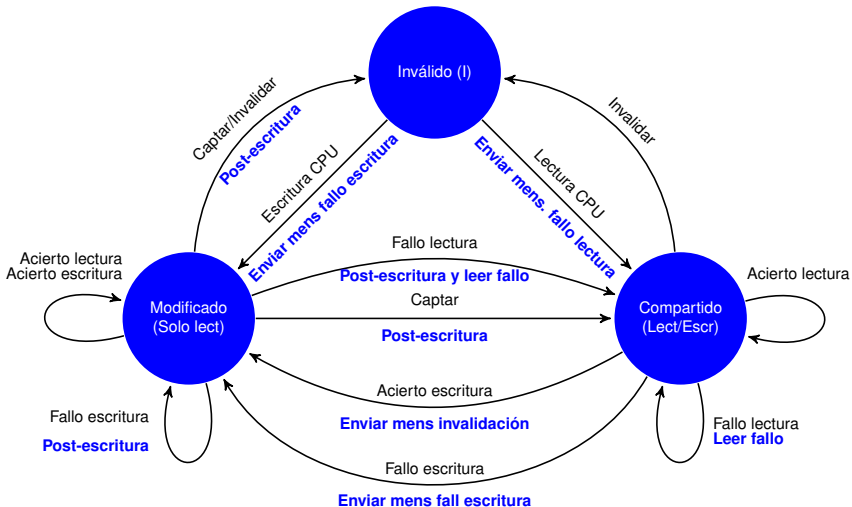 Inválido (I)
Captar/Invalidar
Post-escritura
Escritura CPU
Enviar mens fallo escritura
Lectura CPU
Enviar mens. fallo lectura
Invalidar
Acierto lectura
Acierto escritura
Modificado
(Solo lect)
Fallo lectura
Post-escritura y leer fallo
Captar
Post-escritura
Compartido
(Lect/Escr)
Acierto lectura
Acierto escritura
Enviar mens invalidación
Fallo escritura
Post-escritura
Fallo lectura
Leer fallo
Fallo escritura
Enviar mens fall escritura